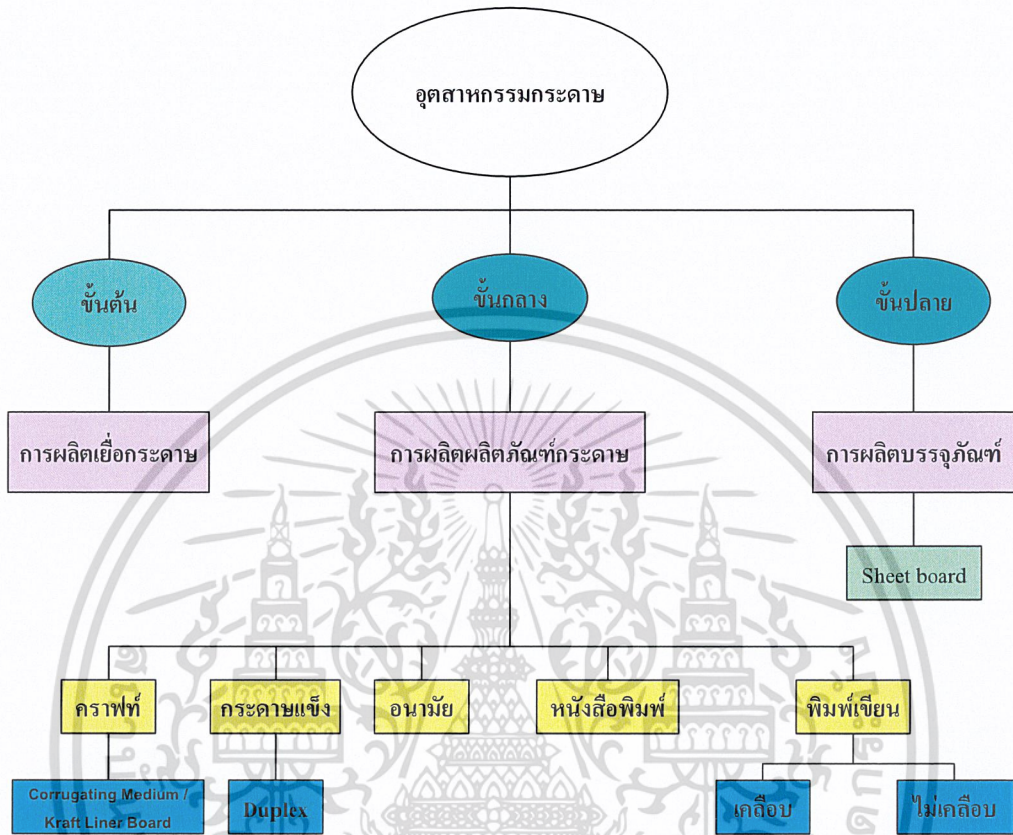 อุตสาหกรรมกระดาษ
ขั้นต้น
ขั้นกลาง
ขั้นปลาย
การผลิตเยื่อกระดาษ
การผลิตผลิตภัณฑ์กระดาษ
การผลิตบรรจุภัณฑ์
Sheet board
คราฟท์
กระดาษแข็ง
อนามัย
หนังสือพิมพ์
พิมพ์เขียน
Corrugating Medium /
Kraft Liner Board
Duplex
เคลือบ
ไม่เคลือบ